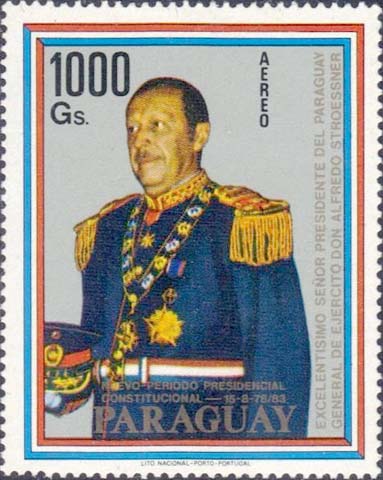 1000
Gs.
AEREO
EXCELENTISIMO SEÑOR PRESIDENTE DEL PARAGUAY
GENERAL DE EJERCITO DON ALFREDO STROESSNER
NUEVO PERIODO PRESIDENCIAL
CONSTITUCIONAL — 15-8-78/83
PARAGUAY
LITO NACIONAL-PORTO-PORTUGAL